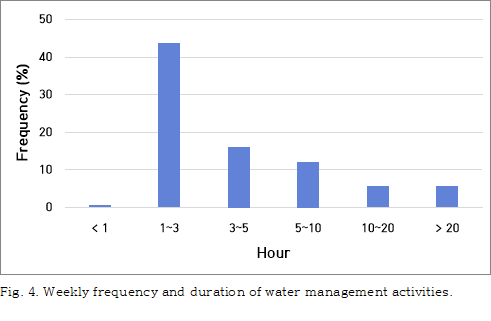 50
40
30
20
10
0
Frequency (%)
< 1 1~3 3~5 5~10 10~20 > 20
Hour
Fig. 4. Weekly frequency and duration of water management activities.